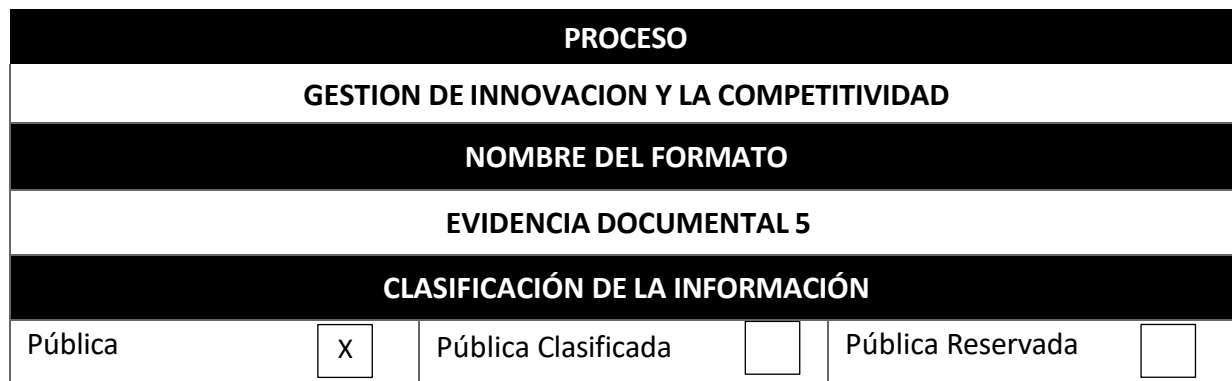 PROCESO
GESTION DE INNOVACION Y LA COMPETITIVIDAD
NOMBRE DEL FORMATO
EVIDENCIA DOCUMENTAL 5
CLASIFICACIÓN DE LA INFORMACIÓN
Pública X Pública Clasificada Pública Reservada